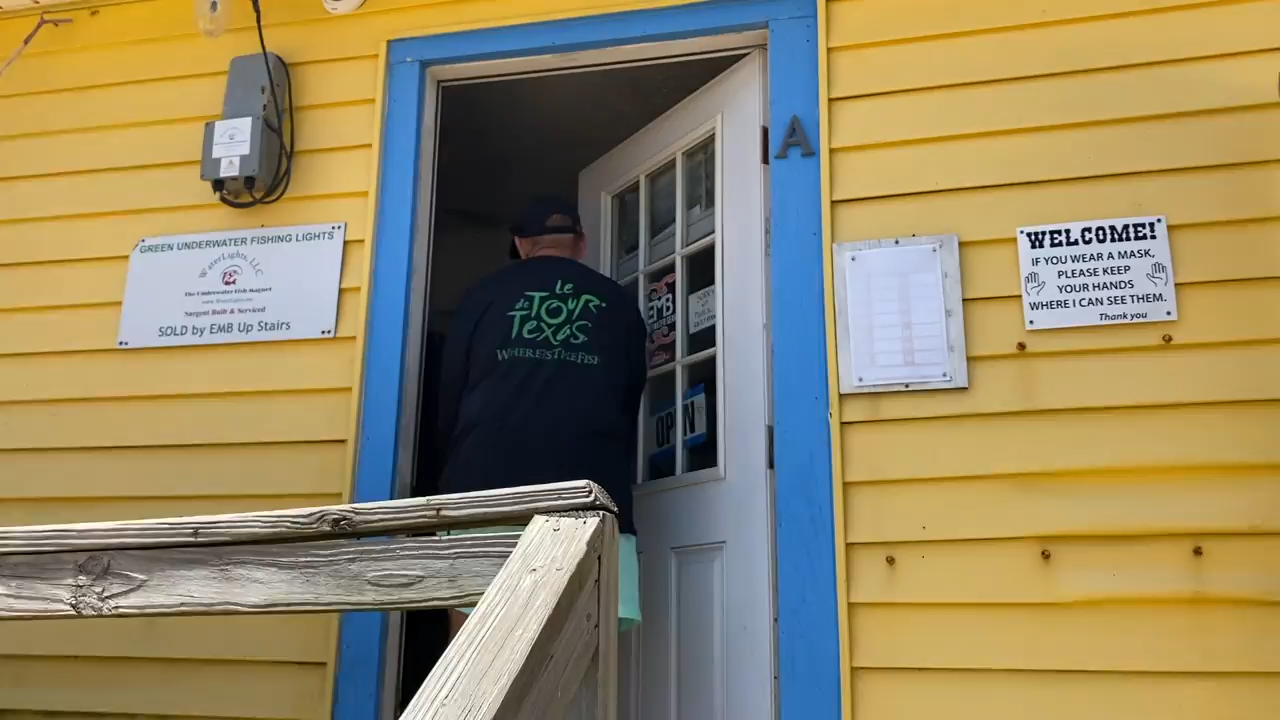 GREEN UNDERWATER FISHING LIGHTS
WaterLights, LLC
The Underwater Fish Magnet
Sargent Built & Serviced
SOLD by EMB Up Stairs
Le
de TOUR
TEXAS
WHERE'STHEFISH
EMB
OPEN
A
WELCOME!
IF YOU WEAR A MASK,
PLEASE KEEP
YOUR HANDS
WHERE I CAN SEE THEM.
Thank you